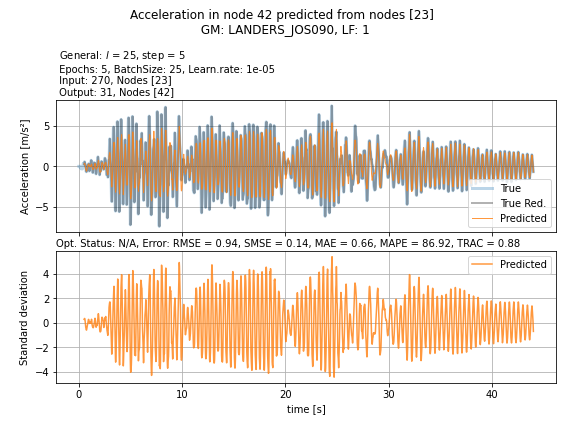 Acceleration in node 42 predicted from nodes [23]
GM: LANDERS_JOS090, LF: 1
General: l = 25, step = 5
Epochs: 5, BatchSize: 25, Learn.rate: 1e-05
Input: 270, Nodes [23]
Output: 31, Nodes [42]
Acceleration [m/s²]
5
0
−5
True
True Red.
Predicted
Opt. Status: N/A, Error: RMSE = 0.94, SMSE = 0.14, MAE = 0.66, MAPE = 86.92, TRAC = 0.88
Standard deviation
4
2
0
−2
−4
Predicted
0 10 20 30 40
time [s]